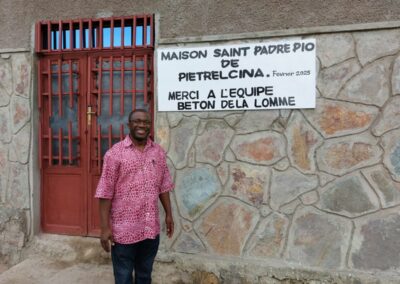 MAISON SAINT PADRE PIO
DE
PIETRELCINA. Février 2025
MERCI A L'EQUIPE
BETON DE LA LOMME